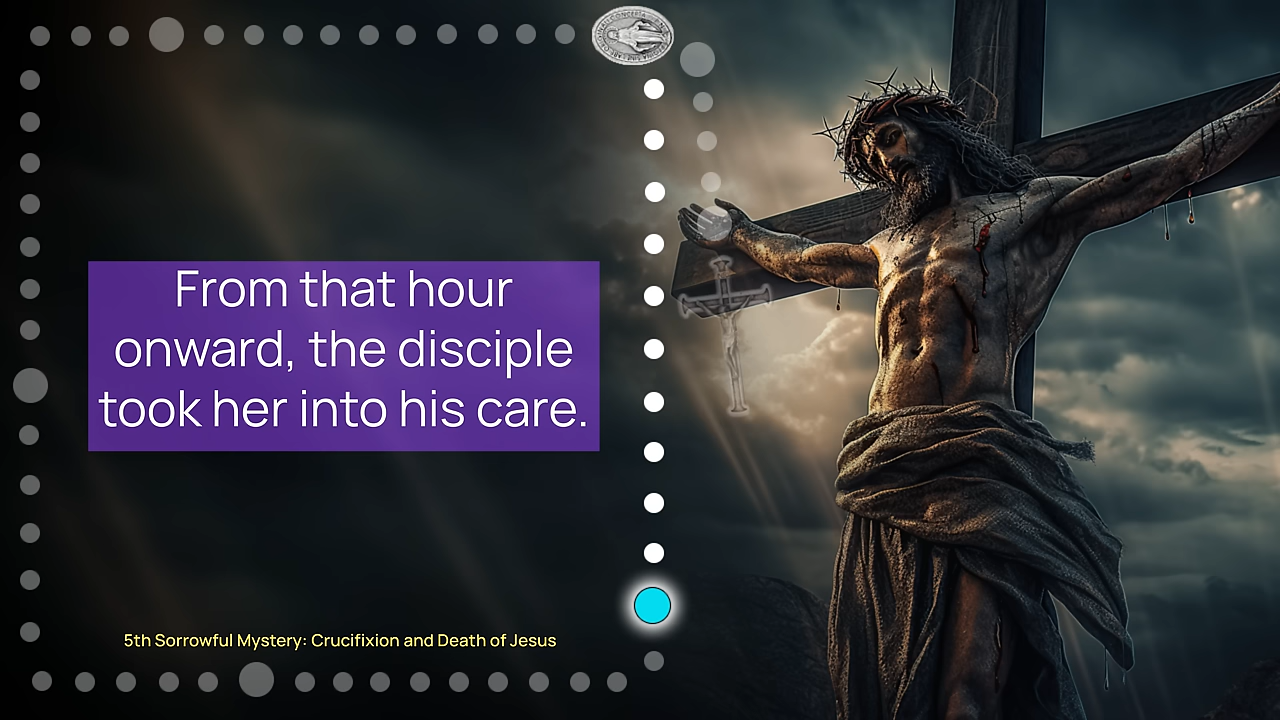 From that hour
onward, the disciple
took her into his care.
5th Sorrowful Mystery: Crucifixion and Death of Jesus